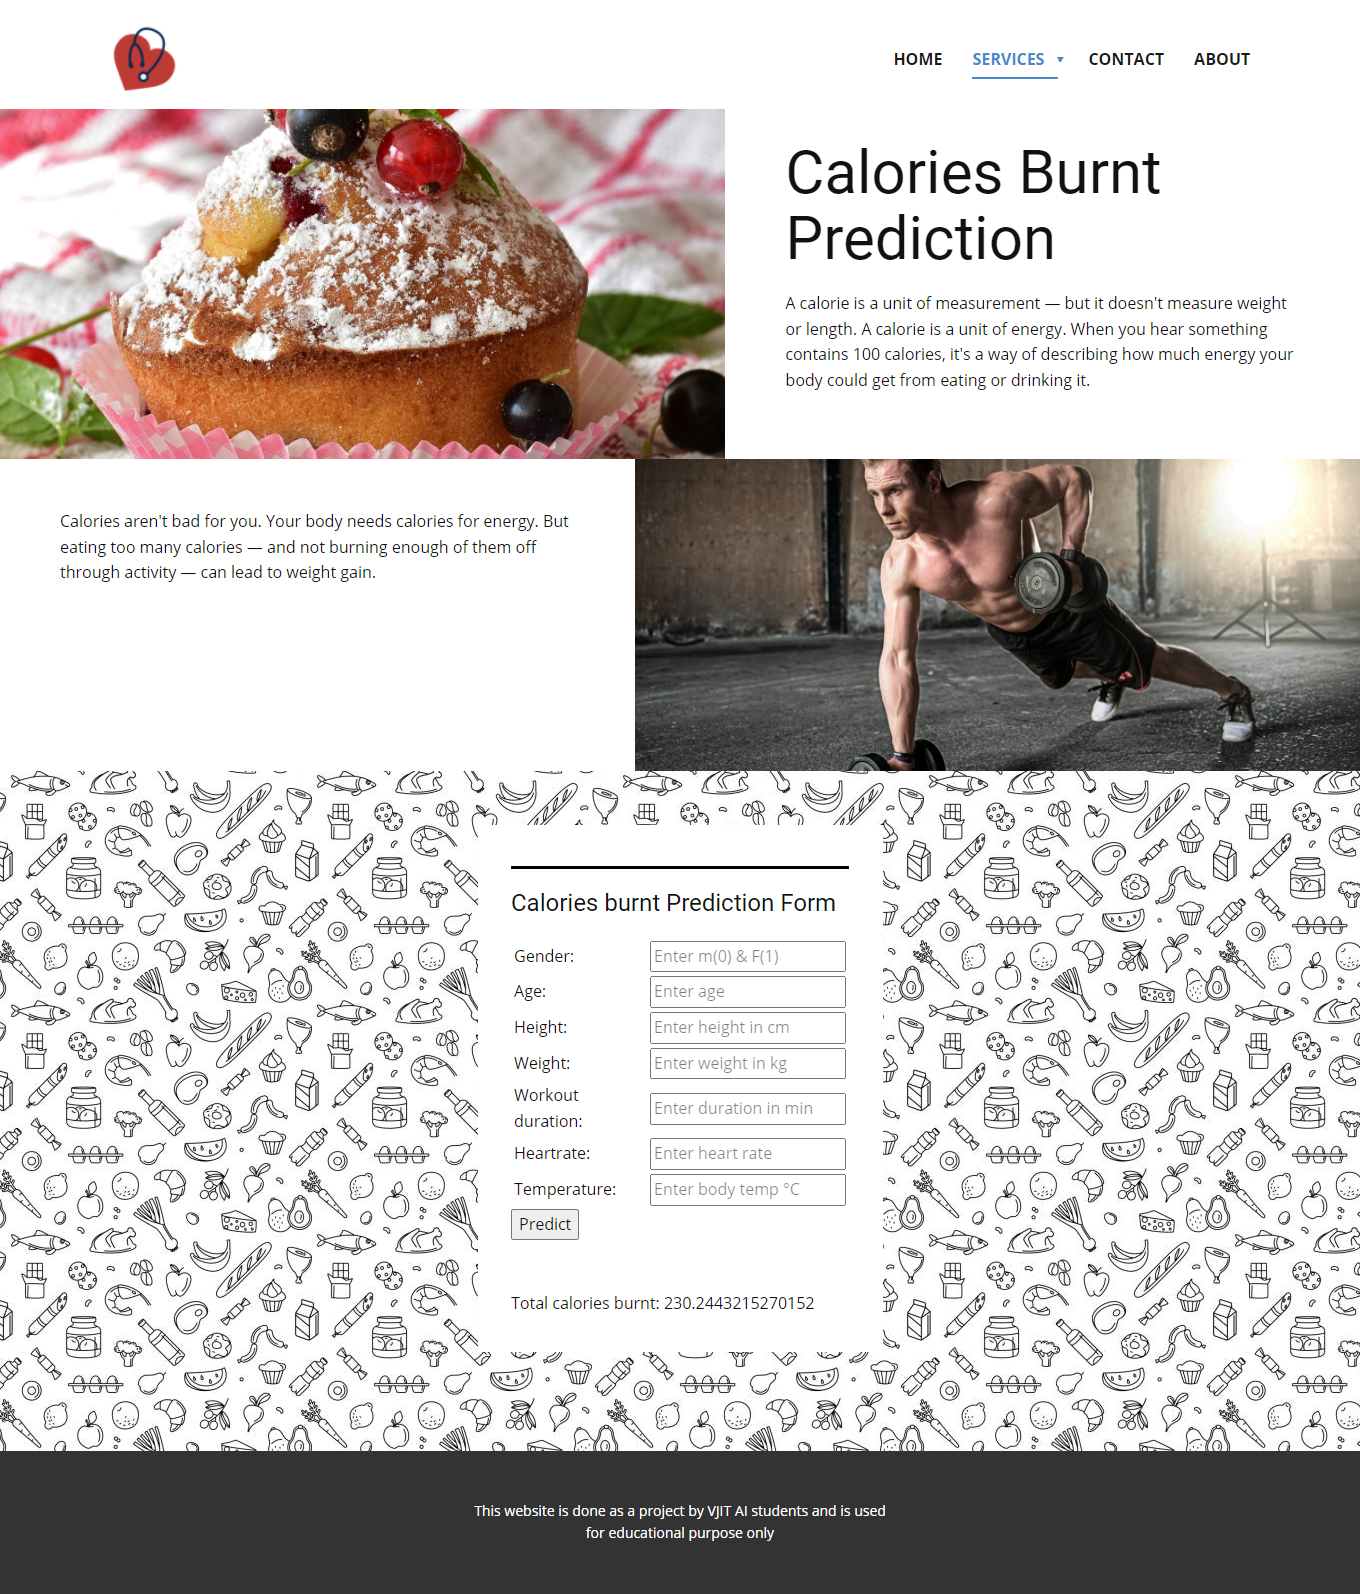 HOME SERVICES CONTACT ABOUT
Calories Burnt
Prediction
A calorie is a unit of measurement — but it doesn't measure weight
or length. A calorie is a unit of energy. When you hear something
contains 100 calories, it's a way of describing how much energy your
body could get from eating or drinking it.
Calories aren't bad for you. Your body needs calories for energy. But
eating too many calories — and not burning enough of them off
through activity — can lead to weight gain.
Calories burnt Prediction Form
Gender: Enter m(0) & F(1)
Age: Enter age
Height: Enter height in cm
Weight: Enter weight in kg
Workout
duration: Enter duration in min
Heartrate: Enter heart rate
Temperature: Enter body temp °C
Predict
Total calories burnt: 230.2443215270152
This website is done as a project by VJIT AI students and is used
for educational purpose only